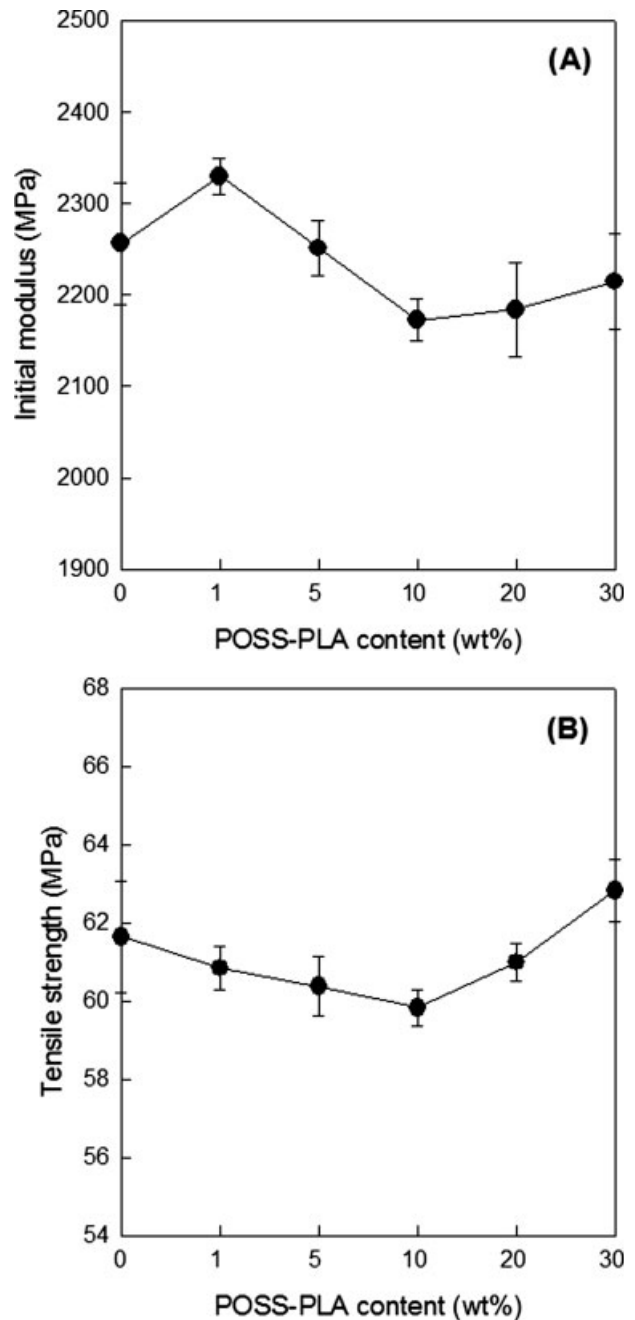 (A)
Initial modulus (MPa)
2500
2400
2300
2200
2100
2000
1900
0 1 5 10 20 30
POSS-PLA content (wt%)
(B)
Tensile strength (MPa)
68
66
64
62
60
58
56
54
0 1 5 10 20 30
POSS-PLA content (wt%)